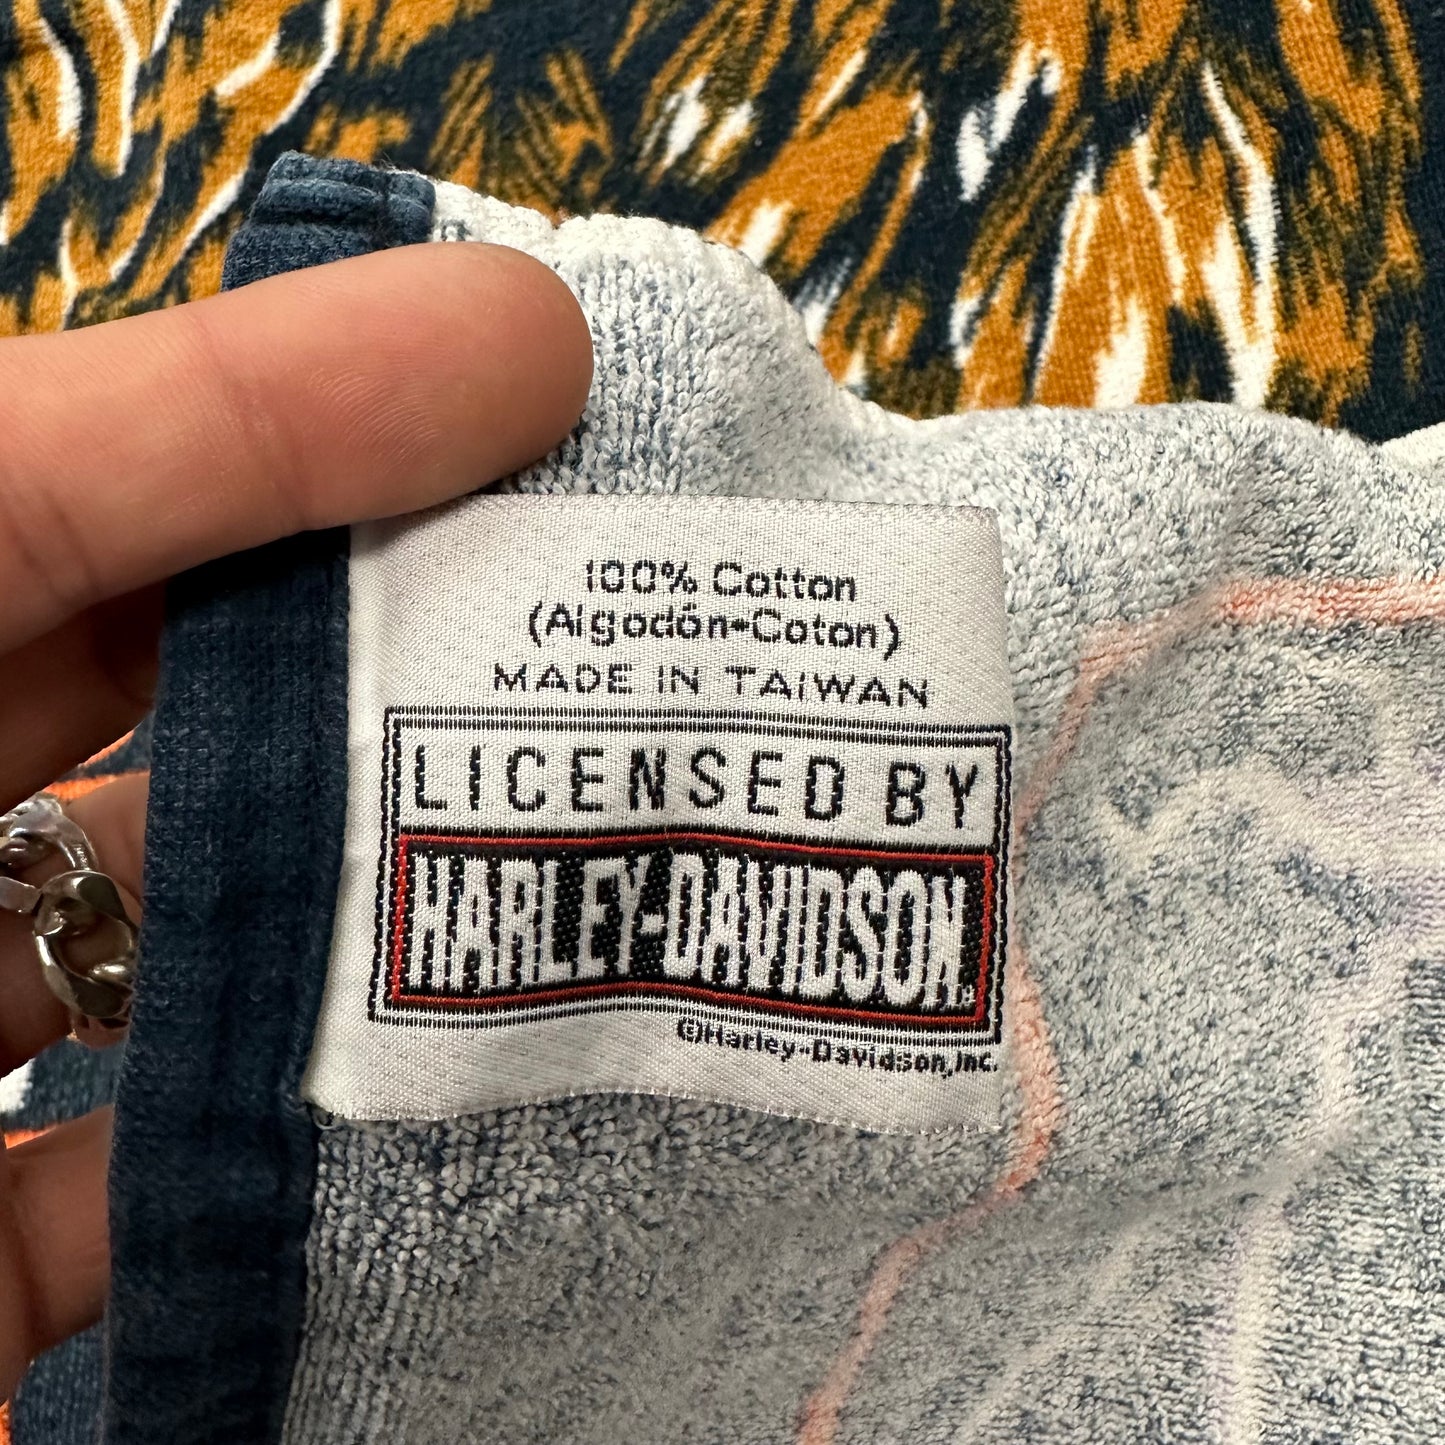 100% Cotton
(Algodón-Coton)
MADE IN TAIWAN
LICENSED BY
HARLEY-DAVIDSON®
©Harley-Davidson,Inc.